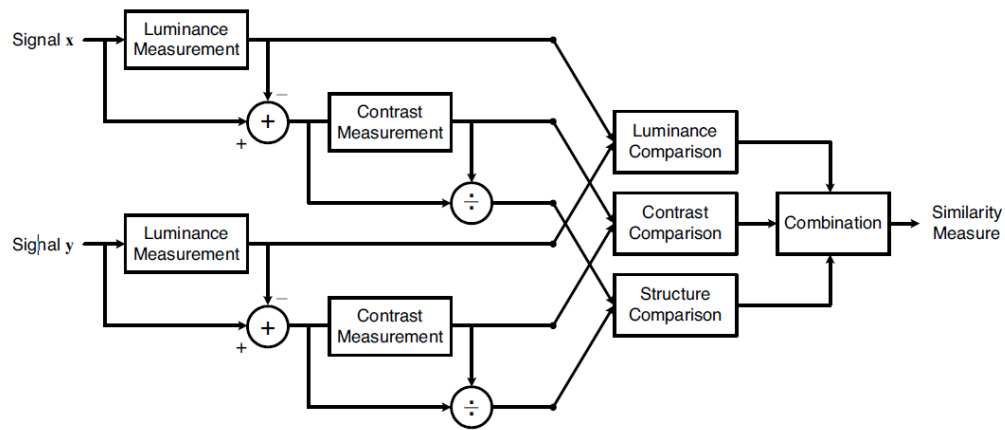 Signal x
Luminance
Measurement
−
+
+
Contrast
Measurement
÷
Luminance
Comparison
Contrast
Comparison
Combination
Similarity
Measure
Structure
Comparison
Signal y
Luminance
Measurement
−
+
+
Contrast
Measurement
÷